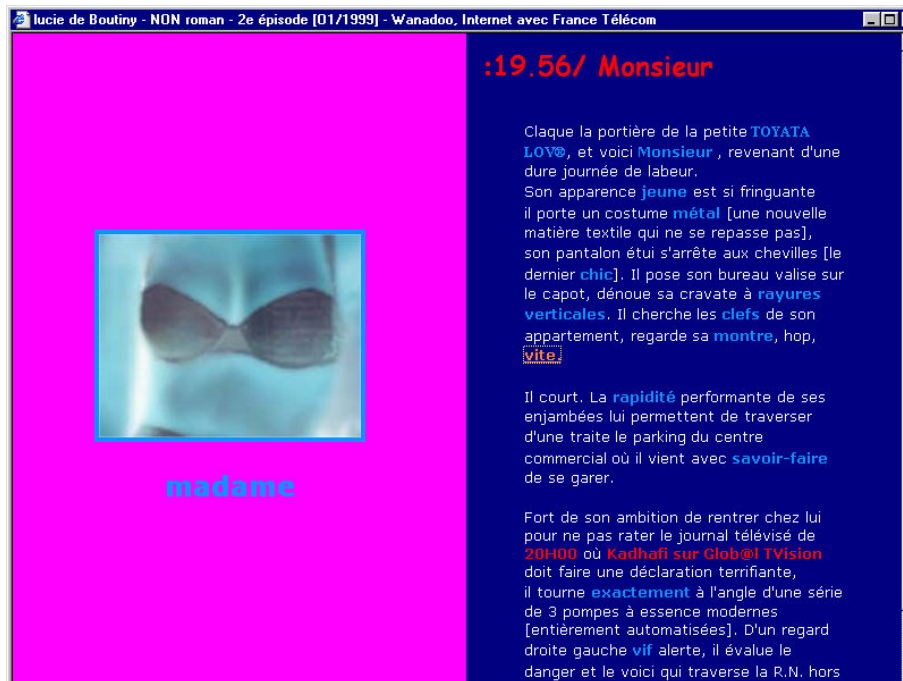 lucie de Boutiny - NON roman - 2e épisode [01/1999] - Wanadoo, Internet avec France Télécom
madame
:19.56/ Monsieur
Claque la portière de la petite TOYATA
LOV®, et voici Monsieur , revenant d'une
dure journée de labeur.
Son apparence jeune est si fringuante
il porte un costume métal [une nouvelle
matière textile qui ne se repasse pas],
son pantalon étui s'arrête aux chevilles [le
dernier chic]. Il pose son bureau valise sur
le capot, dénoue sa cravate à rayures
verticales. Il cherche les clefs de son
appartement, regarde sa montre, hop,
vite.
Il court. La rapidité performante de ses
enjambées lui permettent de traverser
d'une traite le parking du centre
commercial où il vient avec savoir-faire
de se garer.
Fort de son ambition de rentrer chez lui
pour ne pas rater le journal télévisé de
20H00 où Kadhafi sur Glob@l TVision
doit faire une déclaration terrifiante,
il tourne exactement à l'angle d'une série
de 3 pompes à essence modernes
[entièrement automatisées]. D'un regard
droite gauche vif alerte, il évalue le
danger et le voici qui traverse la R.N. hors